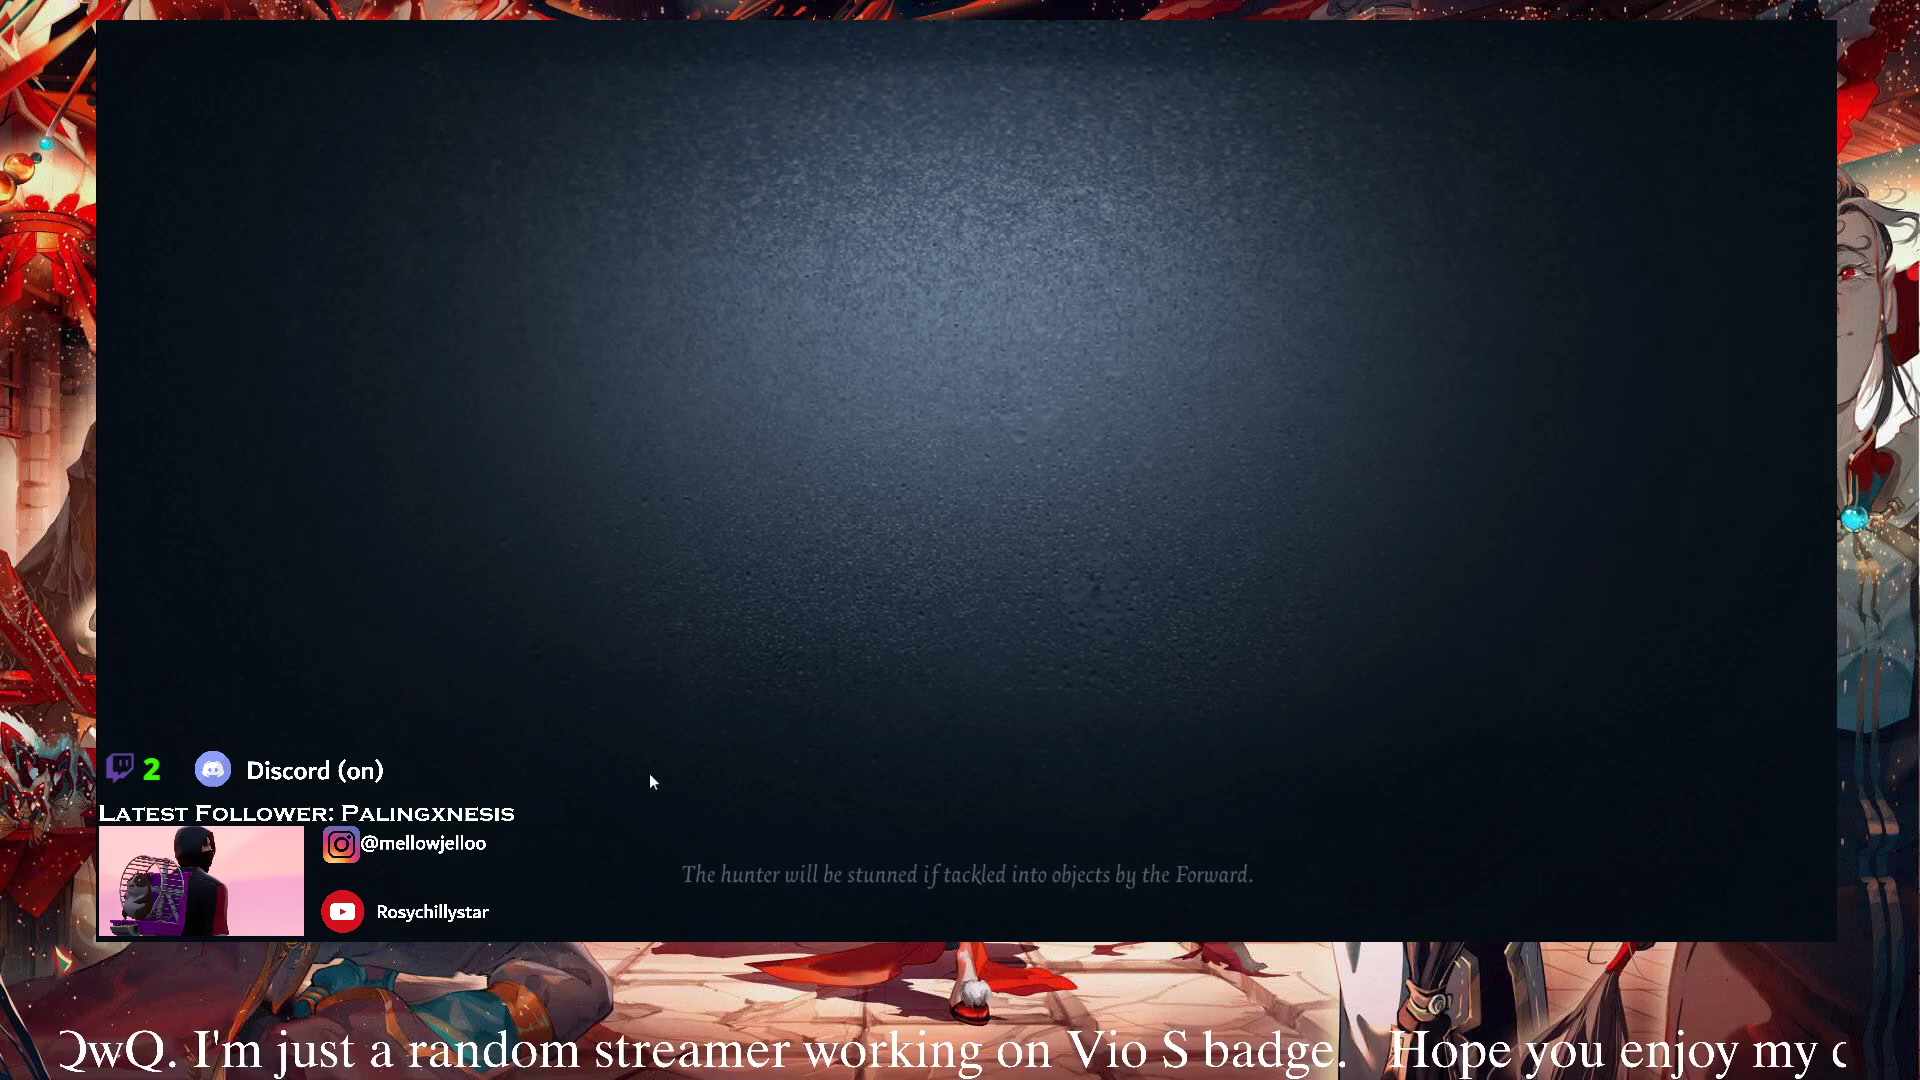 2 Discord (on)
Latest Follower: Palingxnesis
@mellowjelloo
The hunter will be stunned if tackled into objects by the Forward.
Rosychillystar
QwQ. I'm just a random streamer working on Vio S badge. Hope you enjoy my